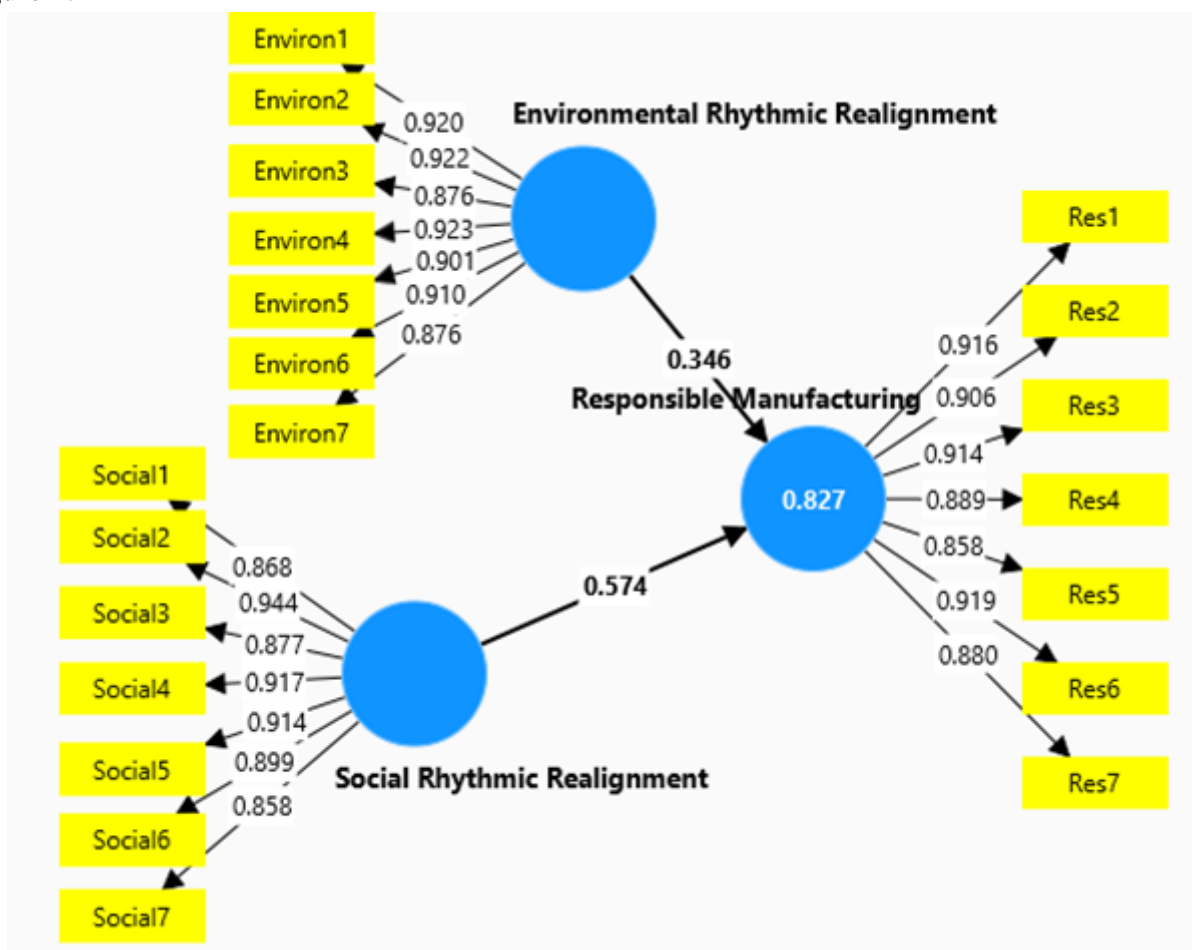 Environ1
Environ2
Environ3
Environ4
Environ5
Environ6
Environ7
0.920
0.922
0.876
0.923
0.901
0.910
0.876
Environmental Rhythmic Realignment
0.346
Responsible Manufacturing
0.827
Res1
Res2
Res3
Res4
Res5
Res6
Res7
0.916
0.906
0.914
0.889
0.858
0.919
0.880
Social1
Social2
Social3
Social4
Social5
Social6
Social7
0.868
0.944
0.877
0.917
0.914
0.899
0.858
0.574
Social Rhythmic Realignment